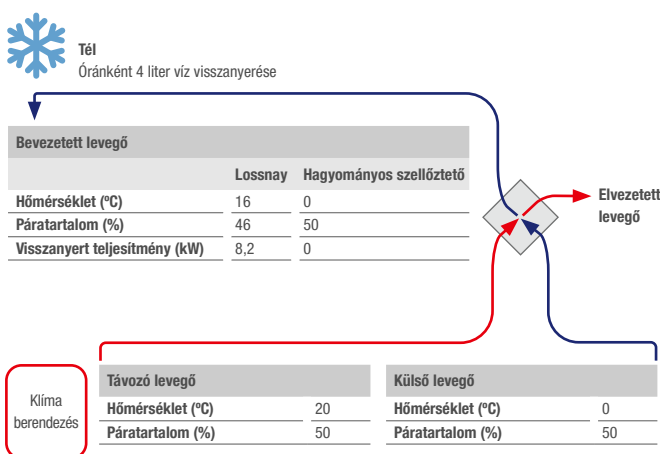 Tél
Óránként 4 liter víz visszanyerése
Bevezetett levegő
Lossnay Hagyományos szellőztető
Hőmérséklet (ºC) 16 0
Páratartalom (%) 46 50
Visszanyert teljesítmény (kW) 8,2 0
Elvezetett
levegő
Klíma
berendezés
Távozó levegő
Hőmérséklet (ºC) 20
Páratartalom (%) 50
Külső levegő
Hőmérséklet (ºC) 0
Páratartalom (%) 50